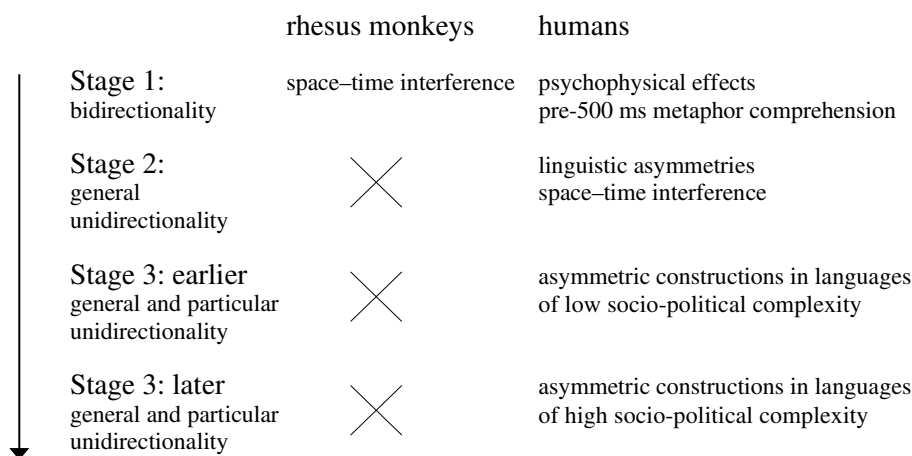 rhesus monkeys humans
Stage 1: space–time interference psychophysical effects
bidirectionality pre-500 ms metaphor comprehension
Stage 2: linguistic asymmetries
general space–time interference
unidirectionality
Stage 3: earlier asymmetric constructions in languages
general and particular of low socio-political complexity
unidirectionality
Stage 3: later asymmetric constructions in languages
general and particular of high socio-political complexity
unidirectionality